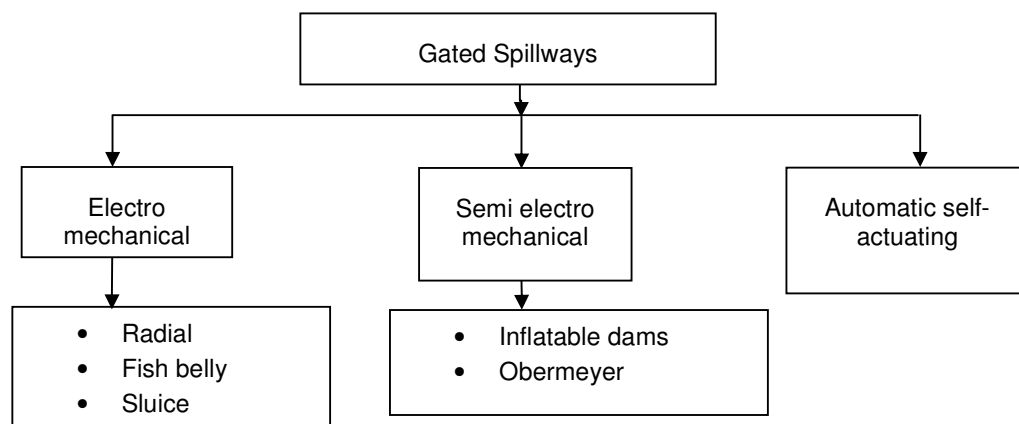 Gated Spillways
Electro
mechanical
Semi electro
mechanical
Automatic self-
actuating
• Radial
• Fish belly
• Sluice
• Inflatable dams
• Obermeyer